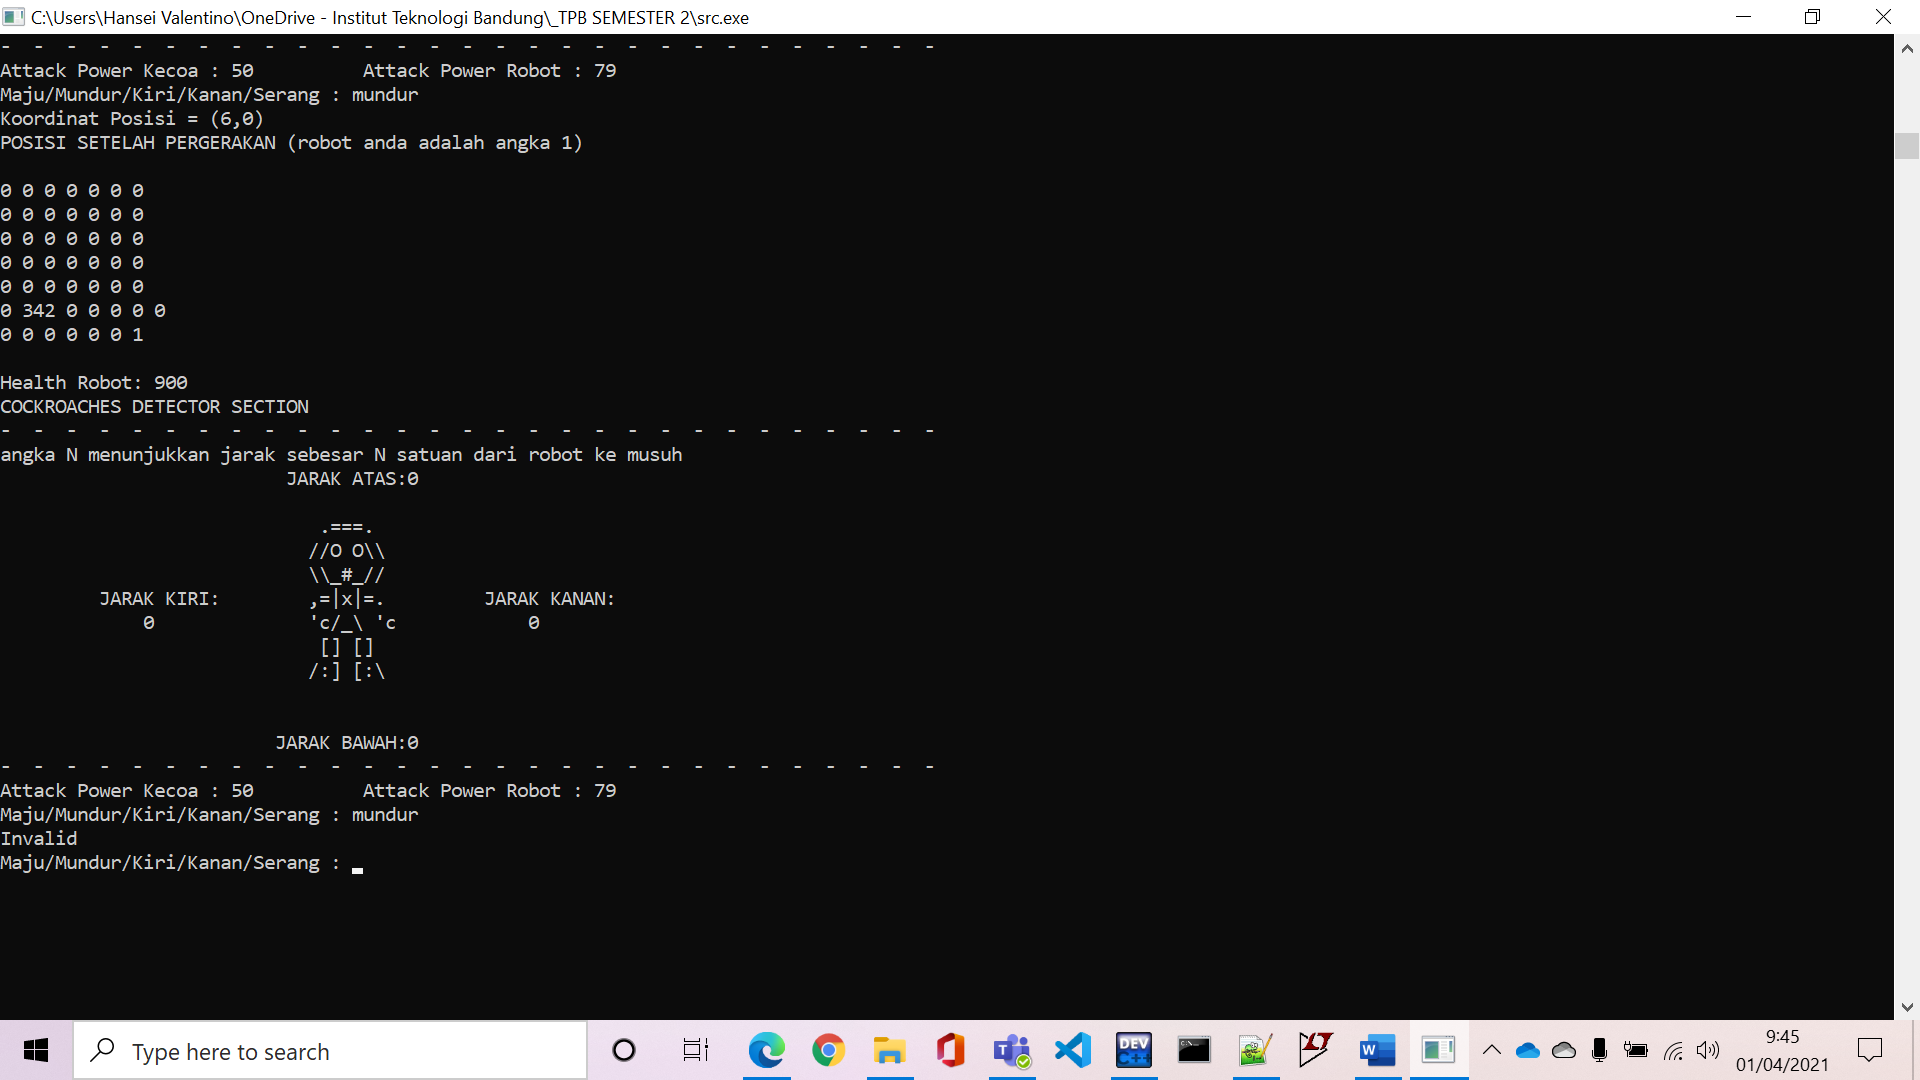 C:\Users\Hansei Valentino\OneDrive - Institut Teknologi Bandung\_TPB SEMESTER 2\src.exe
- - - - - - - - - - - - - - - - - - - - - - - - - - - - -
Attack Power Kecoa : 50          Attack Power Robot : 79
Maju/Mundur/Kiri/Kanan/Serang : mundur
Koordinat Posisi = (6,0)
POSISI SETELAH PERGERAKAN (robot anda adalah angka 1)
0 0 0 0 0 0 0
0 0 0 0 0 0 0
0 0 0 0 0 0 0
0 0 0 0 0 0 0
0 0 0 0 0 0 0
0 342 0 0 0 0 0
0 0 0 0 0 0 1
Health Robot: 900
COCKROACHES DETECTOR SECTION
- - - - - - - - - - - - - - - - - - - - - - - - - - - - -
angka N menunjukkan jarak sebesar N satuan dari robot ke musuh
JARAK ATAS:0
.===.
//O O\\
\\_#_//
JARAK KIRI:        ,=|x|=.         JARAK KANAN:
0              'c/_\ 'c            0
[] []
/:] [:\
JARAK BAWAH:0
- - - - - - - - - - - - - - - - - - - - - - - - - - - - -
Attack Power Kecoa : 50          Attack Power Robot : 79
Maju/Mundur/Kiri/Kanan/Serang : mundur
Invalid
Maju/Mundur/Kiri/Kanan/Serang : _
Type here to search
DEV C++
W
9:45
01/04/2021